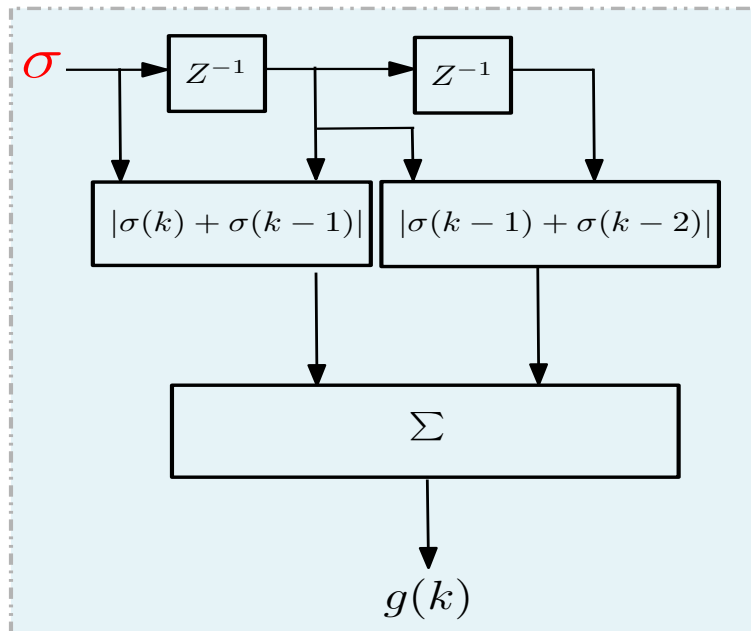 σ Z⁻¹ Z⁻¹
|σ(k) + σ(k − 1)| |σ(k − 1) + σ(k − 2)|
Σ
g(k)